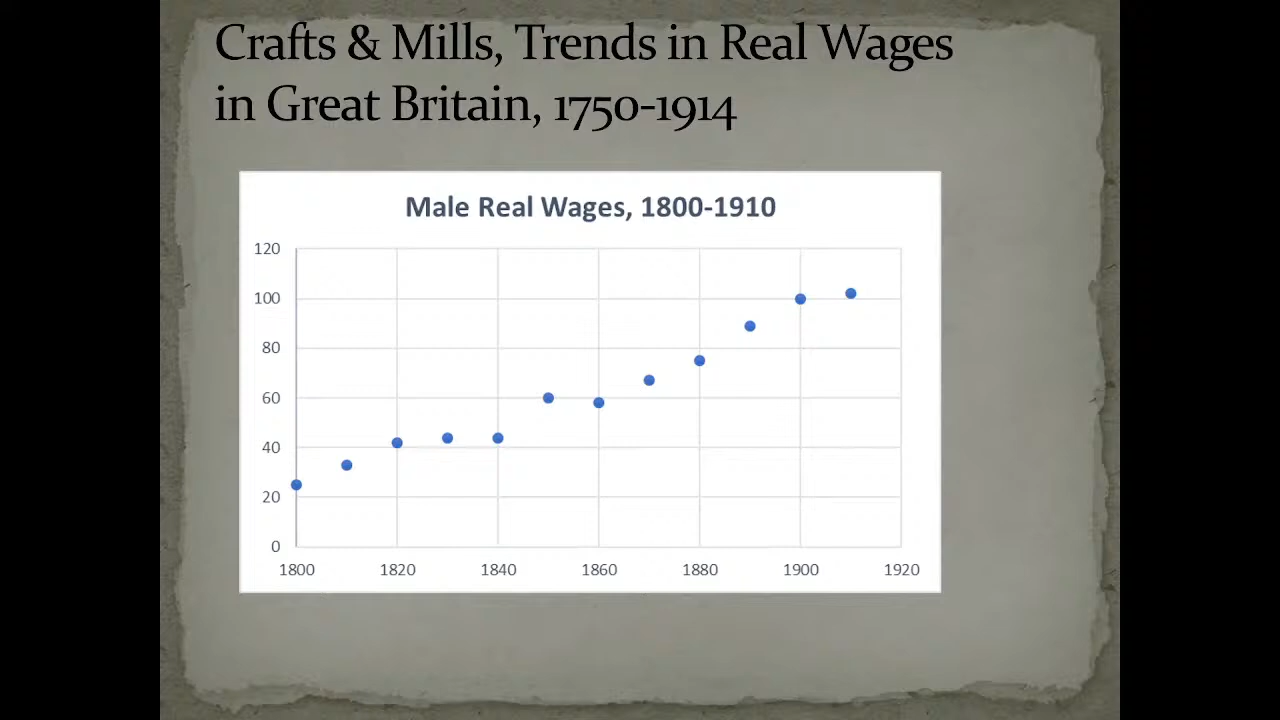 Crafts & Mills, Trends in Real Wages
in Great Britain, 1750-1914
Male Real Wages, 1800-1910
120
100
80
60
40
20
0
1800 1820 1840 1860 1880 1900 1920